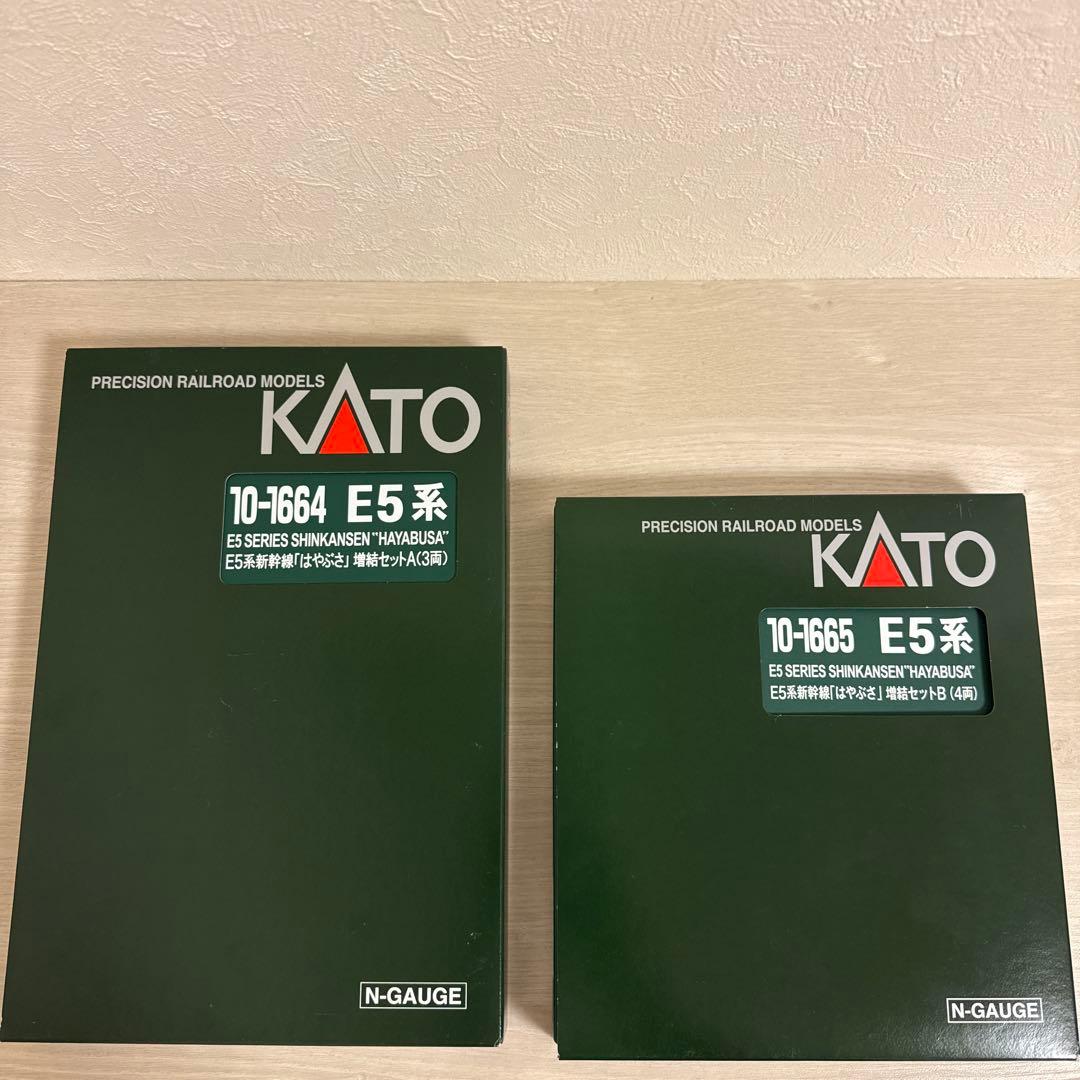 PRECISION RAILROAD MODELS
KATO
10-1664 E5系
E5 SERIES SHINKANSEN "HAYABUSA"
E5系新幹線「はやぶさ」増結セットA(3両)
N-GAUGE
PRECISION RAILROAD MODELS
KATO
10-1665 E5系
E5 SERIES SHINKANSEN "HAYABUSA"
E5系新幹線「はやぶさ」増結セットB(4両)
N-GAUGE